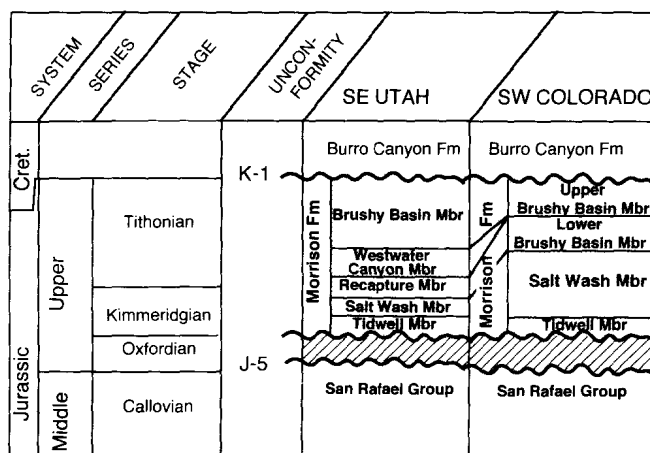 SYSTEM
SERIES
STAGE
UNCON-
FORMITY
SE UTAH
SW COLORADO
Cret.
Jurassic
Upper
Middle
Tithonian
Kimmeridgian
Oxfordian
Callovian
K-1
J-5
Burro Canyon Fm
Morrison Fm
Brushy Basin Mbr
Westwater
Canyon Mbr
Recapture Mbr
Salt Wash Mbr
Tidwell Mbr
San Rafael Group
Burro Canyon Fm
Morrison Fm
Upper
Brushy Basin Mbr
Lower
Brushy Basin Mbr
Salt Wash Mbr
Tidwell Mbr
San Rafael Group